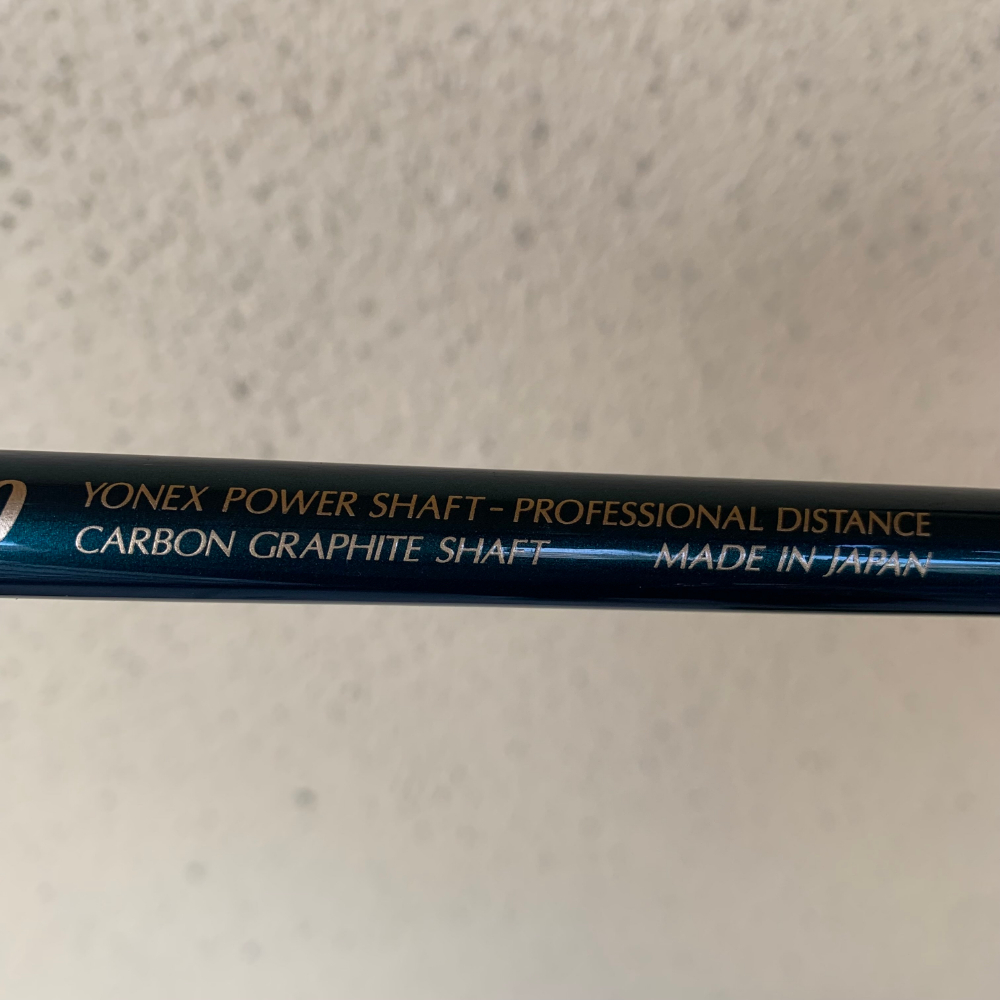 YONEX POWER SHAFT – PROFESSIONAL DISTANCE
CARBON GRAPHITE SHAFT MADE IN JAPAN